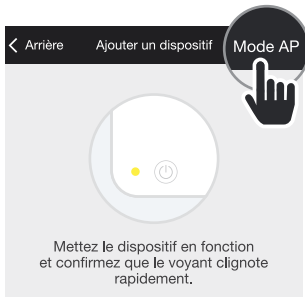 Arrière Ajouter un dispositif Mode AP
Mettez le dispositif en fonction
et confirmez que le voyant clignote
rapidement.